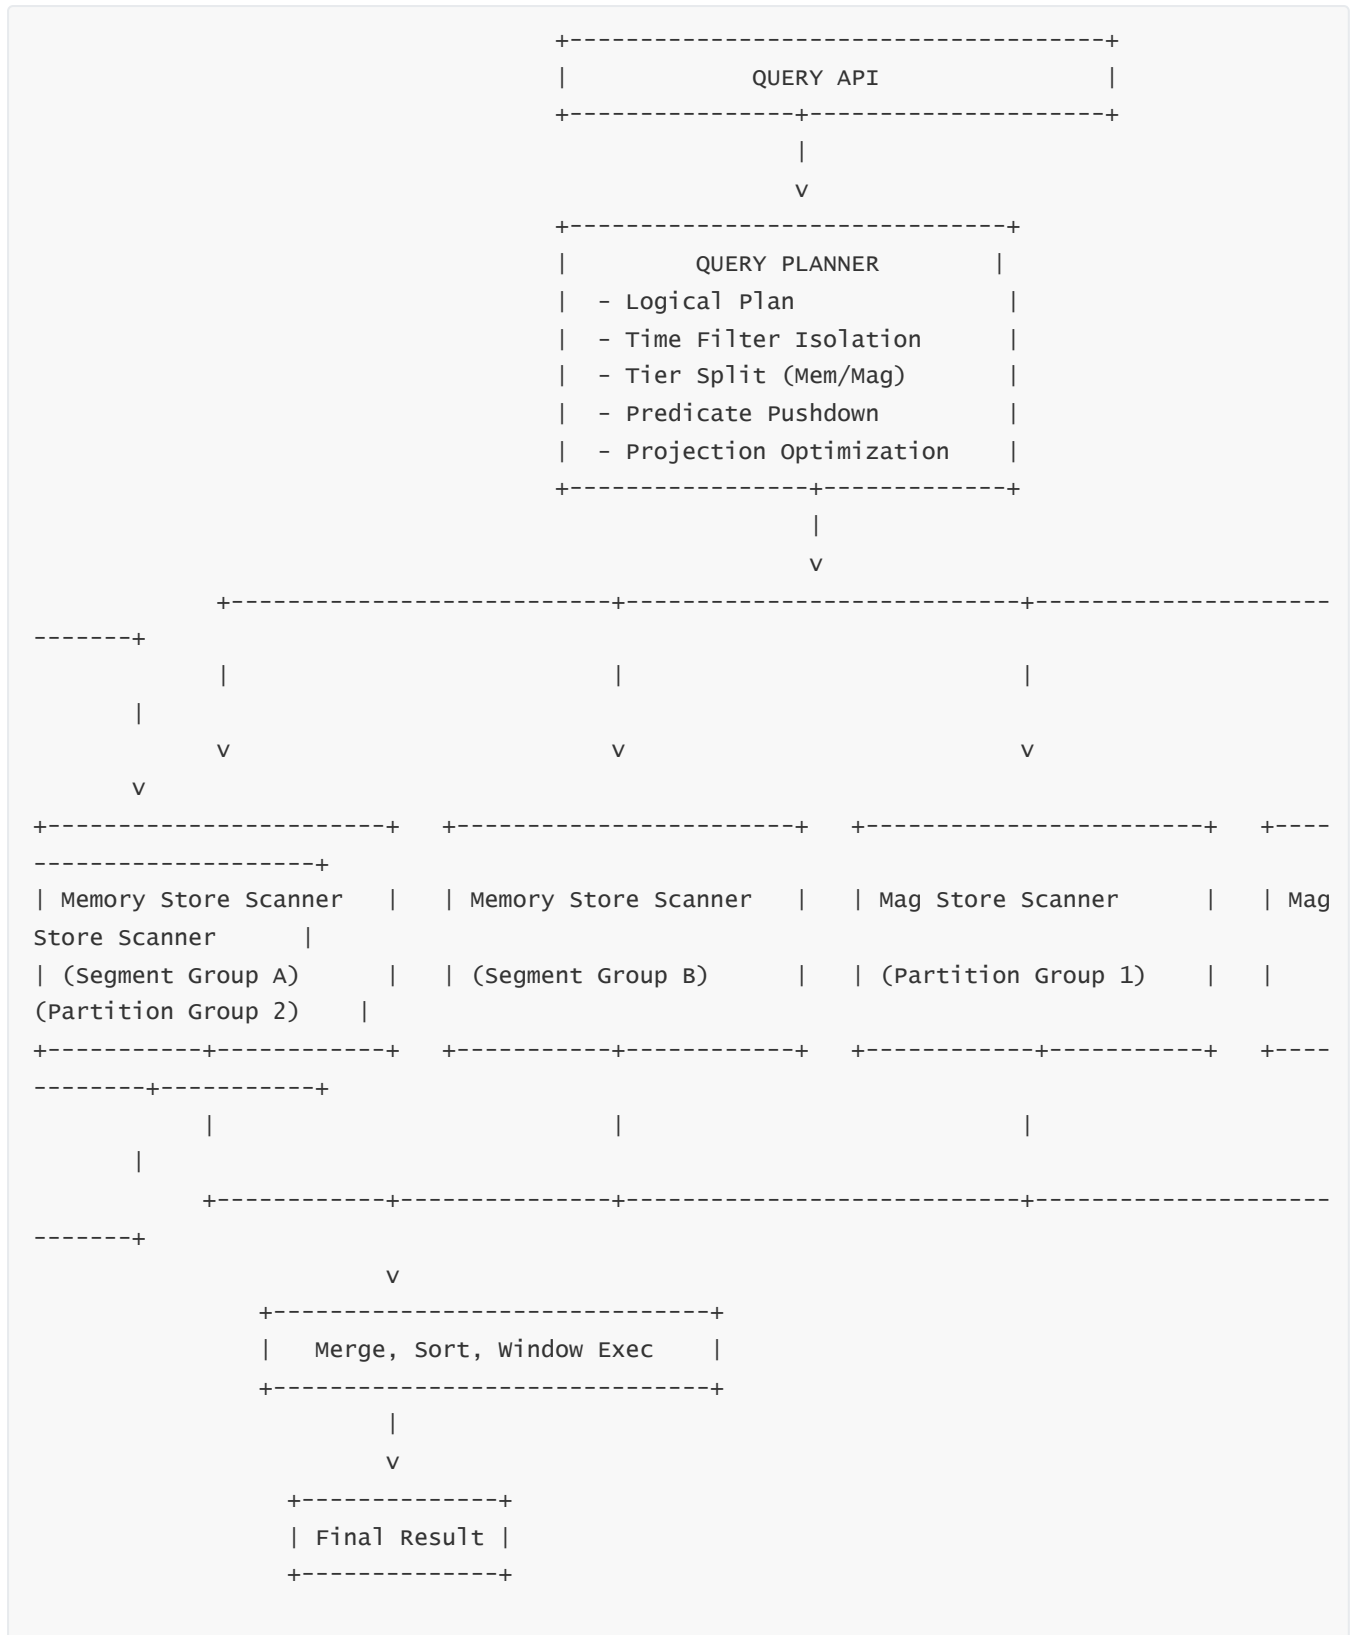 +--------------------------------------+
|             QUERY API                |
+----------------+---------------------+
|
v
+-------------------------------+
|         QUERY PLANNER        |
|  - Logical Plan               |
|  - Time Filter Isolation      |
|  - Tier Split (Mem/Mag)       |
|  - Predicate Pushdown         |
|  - Projection Optimization    |
+-----------------+-------------+
|
v
+---------------------------+----------------------------+---------------------
-------+
|                           |                            |
|
v                           v                            v
v
+------------------------+   +------------------------+   +------------------------+   +----
--------------------+
| Memory Store Scanner   |   | Memory Store Scanner   |   | Mag Store Scanner      |   | Mag
Store Scanner      |
| (Segment Group A)      |   | (Segment Group B)      |   | (Partition Group 1)    |   |
(Partition Group 2)    |
+-----------+------------+   +-----------+------------+   +------------+-----------+   +----
--------+-----------+
|                            |                            |
|
+------------+---------------+----------------------------+---------------------
-------+
v
+-------------------------------+
|   Merge, Sort, Window Exec    |
+-------------------------------+
|
v
+--------------+
| Final Result |
+--------------+